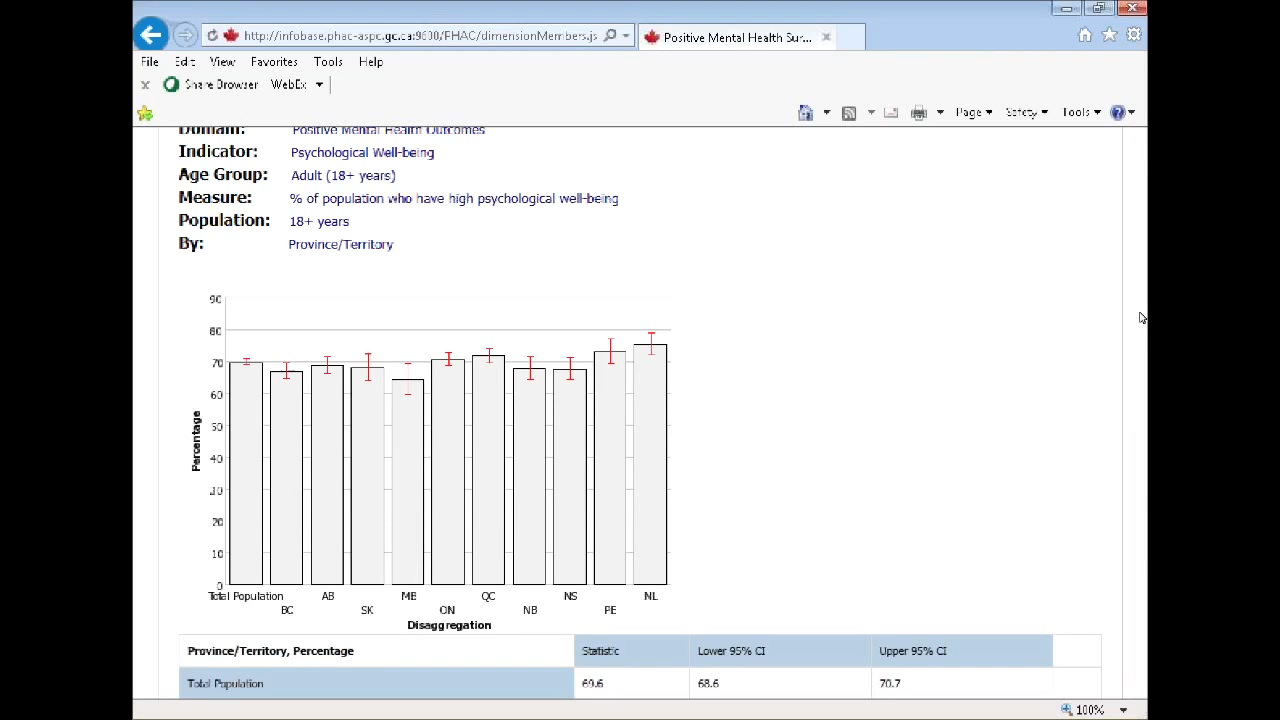 http://infobase.phac-aspc.gc.ca:9600/PHAC/dimensionMembers.js
Positive Mental Health Sur...
File Edit View Favorites Tools Help
Share Browser WebEx
Page Safety Tools
Domain: Positive Mental Health Outcomes
Indicator: Psychological Well-being
Age Group: Adult (18+ years)
Measure: % of population who have high psychological well-being
Population: 18+ years
By: Province/Territory
90
80
70
60
50
40
30
20
10
0
Percentage
Total Population AB MB QC NS NL
BC SK ON NB PE
Disaggregation
Province/Territory, Percentage Statistic Lower 95% CI Upper 95% CI
Total Population 69.6 68.6 70.7
100%